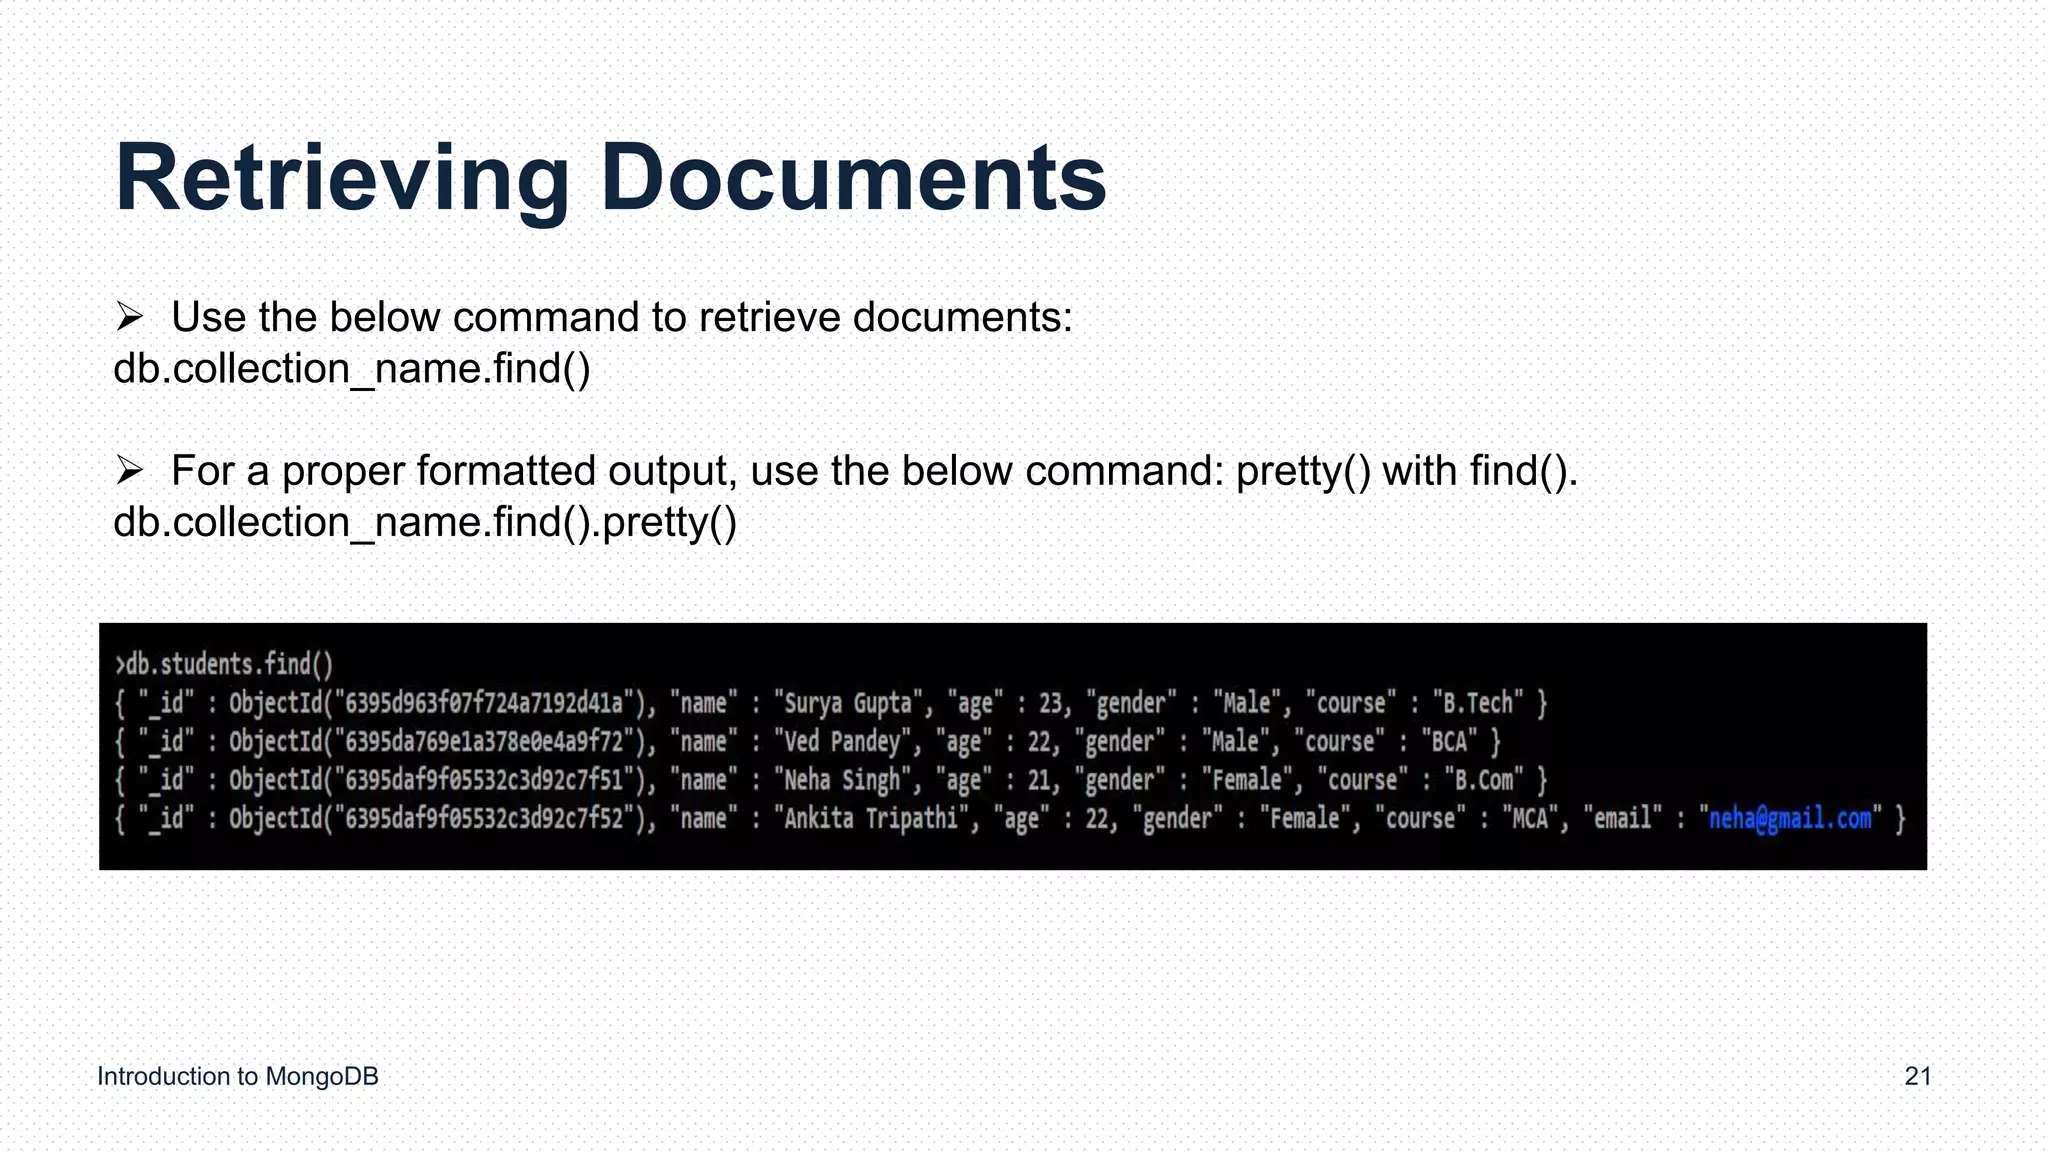 Retrieving Documents
➢ Use the below command to retrieve documents:
db.collection_name.find()
➢ For a proper formatted output, use the below command: pretty() with find().
db.collection_name.find().pretty()
>db.students.find()
{ "_id" : ObjectId("6395d963f07f724a7192d41a"), "name" : "Surya Gupta", "age" : 23, "gender" : "Male", "course" : "B.Tech" }
{ "_id" : ObjectId("6395da769e1a378e0e4a9f72"), "name" : "Ved Pandey", "age" : 22, "gender" : "Male", "course" : "BCA" }
{ "_id" : ObjectId("6395daf9f05532c3d92c7f51"), "name" : "Neha Singh", "age" : 21, "gender" : "Female", "course" : "B.Com" }
{ "_id" : ObjectId("6395daf9f05532c3d92c7f52"), "name" : "Ankita Tripathi", "age" : 22, "gender" : "Female", "course" : "MCA", "email" : "neha@gmail.com" }
Introduction to MongoDB
21